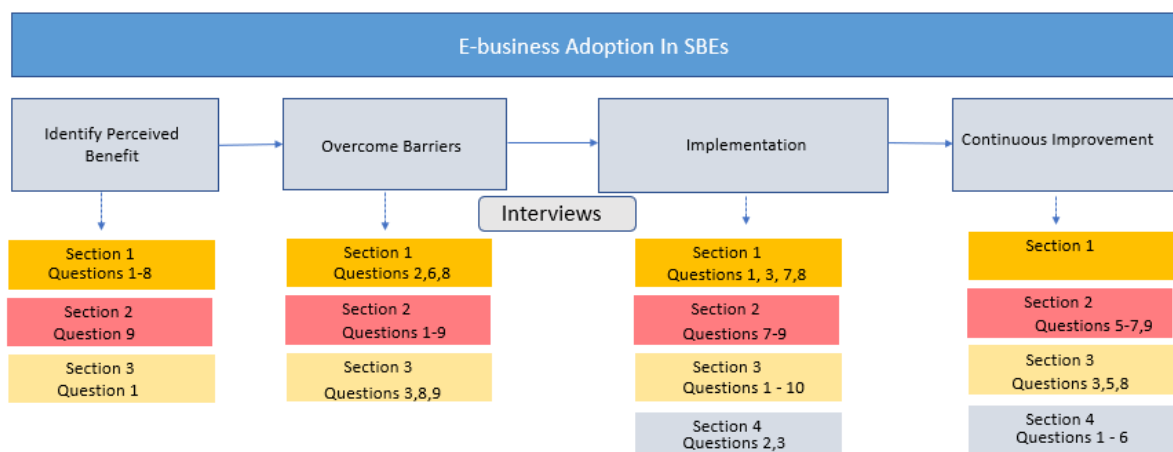 E-business Adoption In SBEs
Identify Perceived
Benefit
Overcome Barriers
Implementation
Continuous Improvement
Interviews
Section 1
Questions 1-8
Section 2
Question 9
Section 3
Question 1
Section 1
Questions 2,6,8
Section 2
Questions 1-9
Section 3
Questions 3,8,9
Section 1
Questions 1, 3, 7,8
Section 2
Questions 7-9
Section 3
Questions 1 - 10
Section 4
Questions 2,3
Section 1
Section 2
Questions 5-7,9
Section 3
Questions 3,5,8
Section 4
Questions 1 - 6